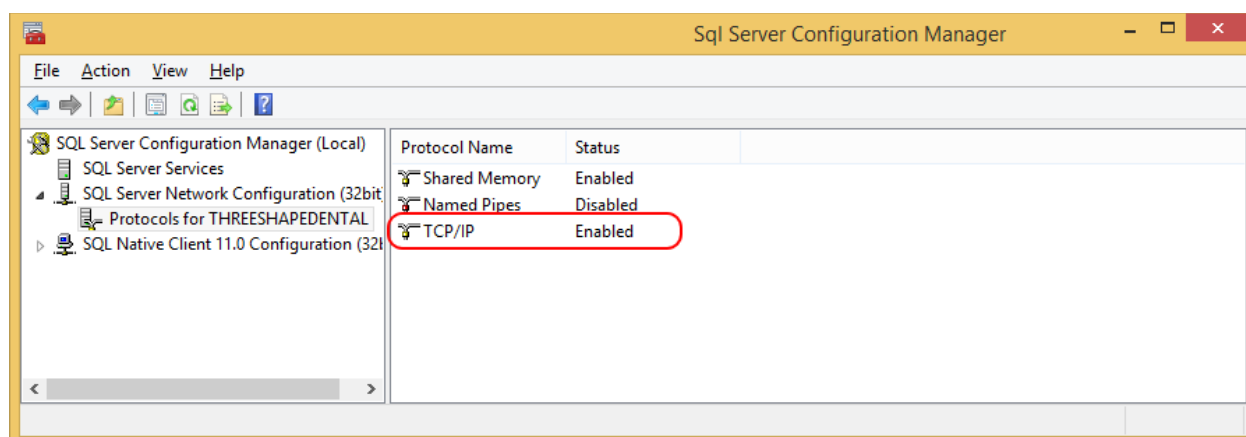 Sql Server Configuration Manager
File Action View Help
SQL Server Configuration Manager (Local)
SQL Server Services
SQL Server Network Configuration (32bit
Protocols for THREESHAPEDENTAL
SQL Native Client 11.0 Configuration (32
Protocol Name Status
Shared Memory Enabled
Named Pipes Disabled
TCP/IP Enabled